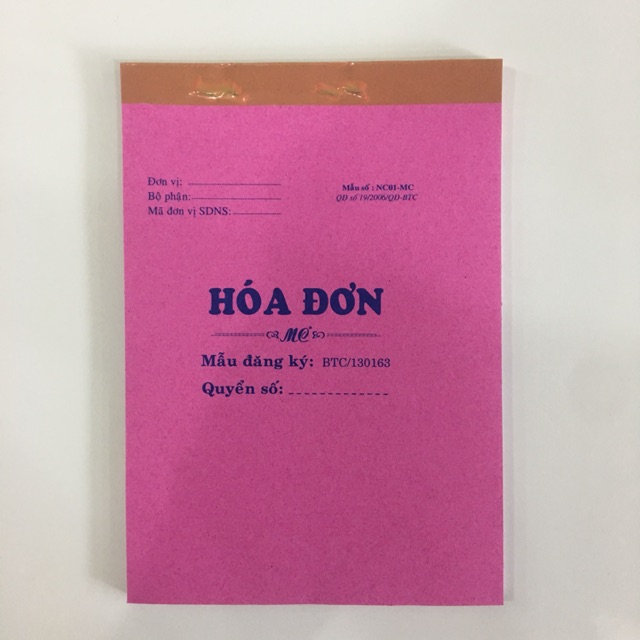 Đơn vị:
Bộ phận:
Mã đơn vị SDNS:
Mẫu số : NC01-MC
QĐ số 19/2006/QĐ-BTC
HÓA ĐƠN
MC
Mẫu đăng ký: BTC/130163
Quyển số: